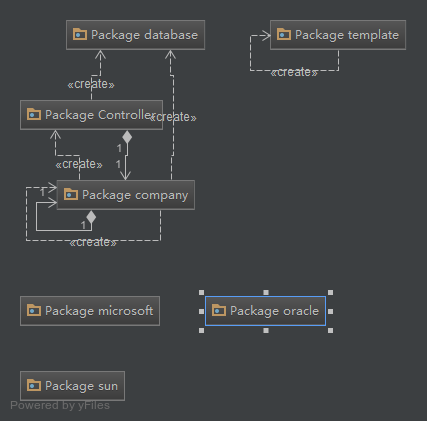 Package database
Package template
«create»
«create»
Package Controller
«create»
1
«create»
1
Package company
1
1
«create»
Package microsoft
Package oracle
Package sun
Powered by yFiles